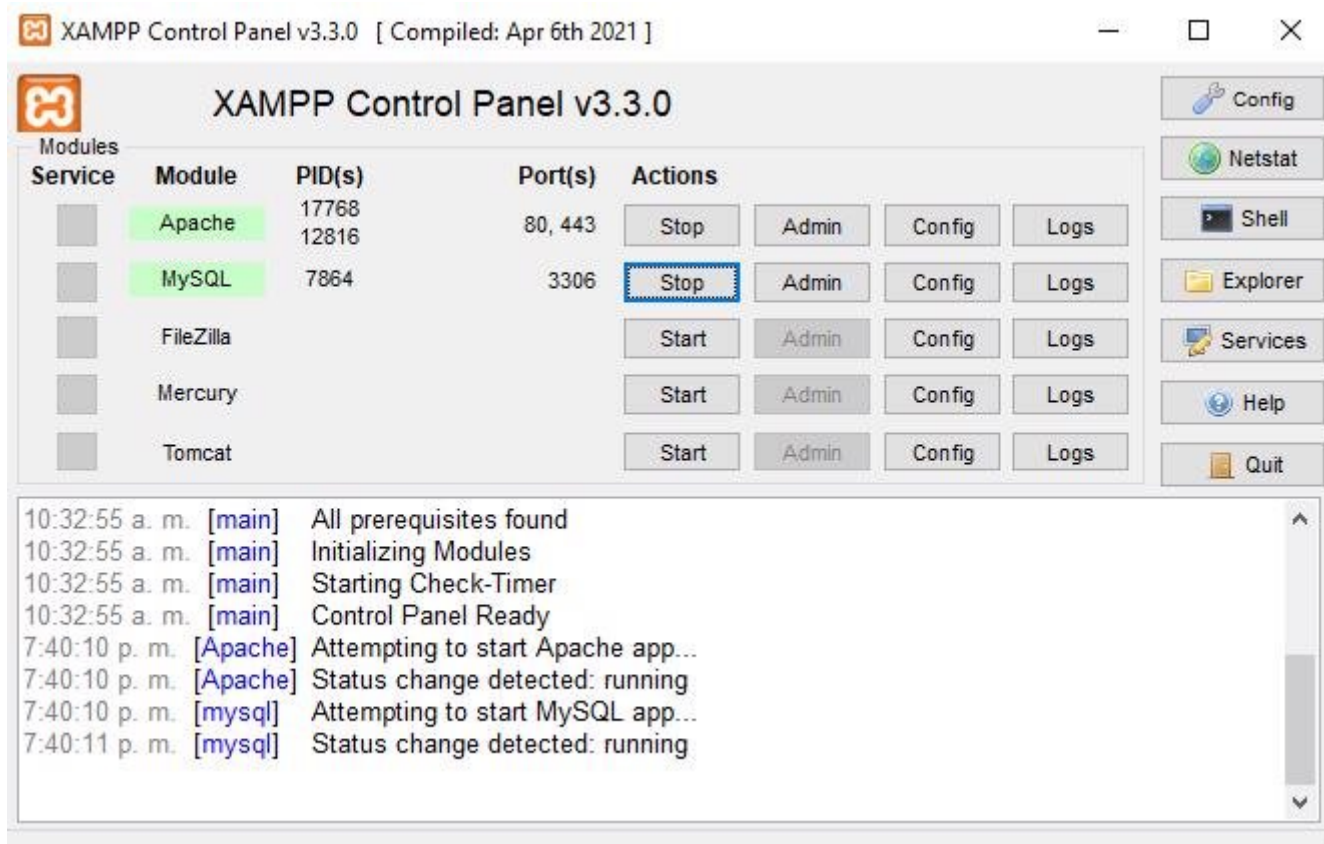 XAMPP Control Panel v3.3.0 [ Compiled: Apr 6th 2021 ]
XAMPP Control Panel v3.3.0
Config
Modules
Service Module PID(s) Port(s) Actions
Netstat
Apache 17768 12816 80, 443 Stop Admin Config Logs
Shell
MySQL 7864 3306 Stop Admin Config Logs
Explorer
FileZilla Start Admin Config Logs
Services
Mercury Start Admin Config Logs
Help
Tomcat Start Admin Config Logs
Quit
10:32:55 a. m. [main] All prerequisites found
10:32:55 a. m. [main] Initializing Modules
10:32:55 a. m. [main] Starting Check-Timer
10:32:55 a. m. [main] Control Panel Ready
7:40:10 p. m. [Apache] Attempting to start Apache app...
7:40:10 p. m. [Apache] Status change detected: running
7:40:10 p. m. [mysql] Attempting to start MySQL app...
7:40:11 p. m. [mysql] Status change detected: running